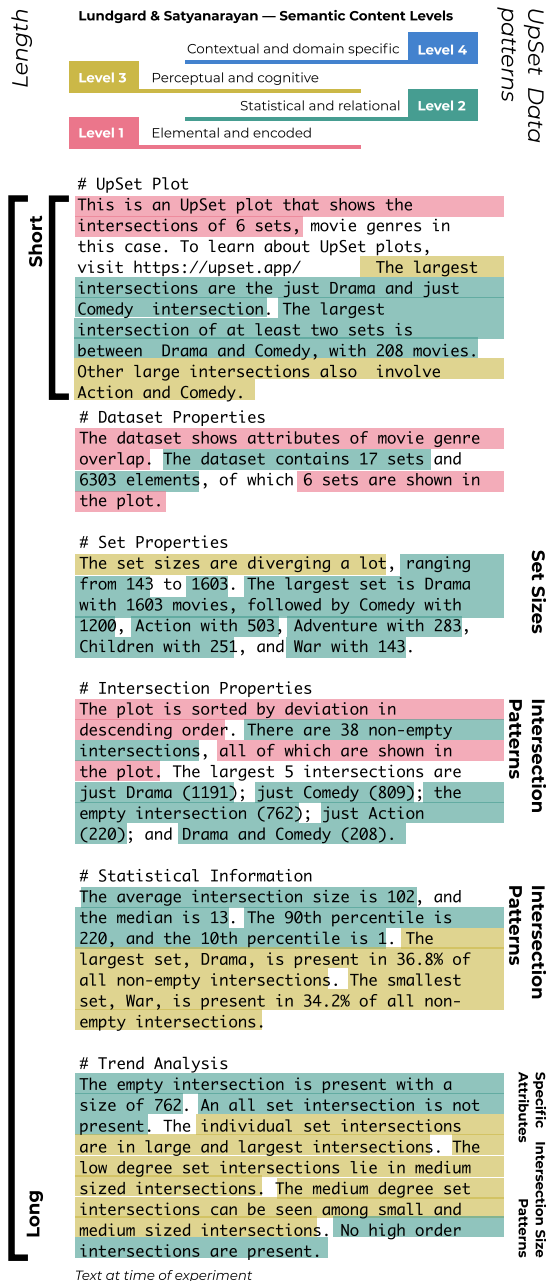 Lundgard & Satyanarayan — Semantic Content Levels
Length
UpSet Data patterns
Contextual and domain specific Level 4
Level 3 Perceptual and cognitive
Statistical and relational Level 2
Level 1 Elemental and encoded
Short
# UpSet Plot
This is an UpSet plot that shows the
intersections of 6 sets, movie genres in
this case. To learn about UpSet plots,
visit https://upset.app/ The largest
intersections are the just Drama and just
Comedy intersection. The largest
intersection of at least two sets is
between Drama and Comedy, with 208 movies.
Other large intersections also involve
Action and Comedy.
# Dataset Properties
The dataset shows attributes of movie genre
overlap. The dataset contains 17 sets and
6303 elements, of which 6 sets are shown in
the plot.
# Set Properties
The set sizes are diverging a lot, ranging
from 143 to 1603. The largest set is Drama
with 1603 movies, followed by Comedy with
1200, Action with 503, Adventure with 283,
Children with 251, and War with 143.
Set Sizes
# Intersection Properties
The plot is sorted by deviation in
descending order. There are 38 non-empty
intersections, all of which are shown in
the plot. The largest 5 intersections are
just Drama (1191); just Comedy (809); the
empty intersection (762); just Action
(220); and Drama and Comedy (208).
Intersection
Patterns
# Statistical Information
The average intersection size is 102, and
the median is 13. The 90th percentile is
220, and the 10th percentile is 1. The
largest set, Drama, is present in 36.8% of
all non-empty intersections. The smallest
set, War, is present in 34.2% of all non-
empty intersections.
Intersection
Patterns
# Trend Analysis
The empty intersection is present with a
size of 762. An all set intersection is not
present. The individual set intersections
are in large and largest intersections. The
low degree set intersections lie in medium
sized intersections. The medium degree set
intersections can be seen among small and
medium sized intersections. No high order
intersections are present.
Specific
Attributes
Intersection Size
Patterns
Long
Text at time of experiment